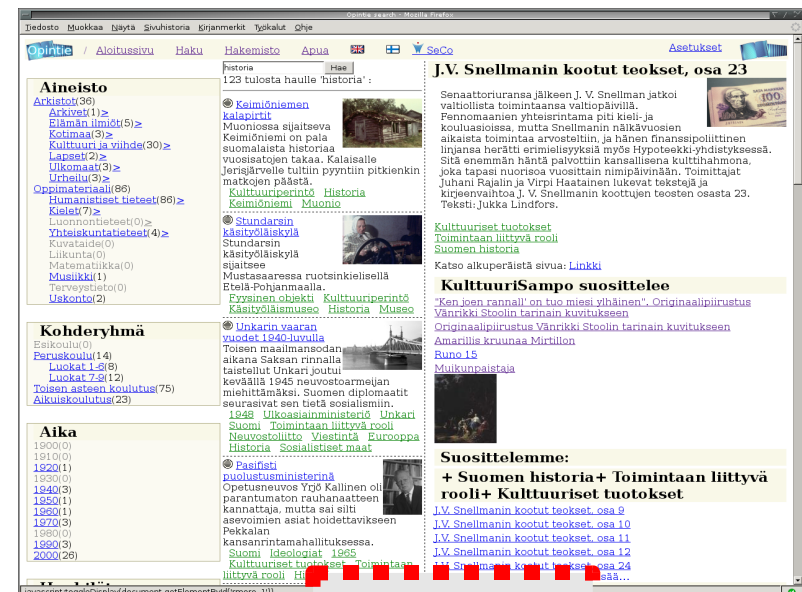 Opintie search - Mozilla Firefox
Tiedosto Muokkaa Näytä Sivuhistoria Kirjanmerkit Työkalut Ohje
Opintie / Aloitussivu Haku Hakemisto Apua SeCo Asetukset
Aineisto
Arkistot(36)
Arkivet(1)>
Elämän ilmiöt(5)>
Kotimaa(3)>
Kulttuuri ja viihde(30)>
Lapset(2)>
Ulkomaat(3)>
Urheilu(3)>
Oppimateriaali(86)
Humanistiset tieteet(86)>
Kielet(7)>
Luonnontieteet(0)>
Yhteiskuntatieteet(4)>
Kuvataide(0)
Liikunta(0)
Matematiikka(0)
Musiikki(1)
Terveystieto(0)
Uskonto(2)
Kohderyhmä
Esikoulu(0)
Peruskoulu(14)
Luokat 1-6(8)
Luokat 7-9(12)
Toisen asteen koulutus(75)
Aikuiskoulutus(23)
Aika
1900(0)
1910(0)
1920(1)
1930(0)
1940(3)
1950(1)
1960(1)
1970(3)
1980(0)
1990(3)
2000(26)
historia Hae
123 tulosta haulle 'historia' :
Keimiöniemen
kalapirtit
Muoniossa sijaitseva
Keimiöniemi on pala
suomalaista historiaa
vuosisatojen takaa. Kalaisalle
Jerisjärvelle tultiin pyyntiin pitkienkin
matkojen päästä.
Kulttuuriperintö Historia
Keimiöniemi Muonio
Stundarsin
käsityöläiskylä
Stundarsin
käsityöläiskylä
sijaitsee
Mustasaaressa ruotsinkielisellä
Etelä-Pohjanmaalla.
Fyysinen objekti Kulttuuriperintö
Käsityöläismuseo Historia Museo
Unkarin vaaran
vuodet 1940-luvulla
Toisen maailmansodan
aikana Saksan rinnalla
taistellut Unkari joutui
keväällä 1945 neuvostoarmeijan
miehittämäksi. Suomen diplomaatit
seurasivat sen tietä sosialismiin.
1948 Ulkoasiainministeriö Unkari
Suomi Toimintaan liittyvä rooli
Neuvostoliitto Viestintä Eurooppa
Historia Sosialistiset maat
Pasifisti
puolustusministerinä
Opetusneuvos Yrjö Kallinen oli
parantumaton rauhanaatteen
kannattaja, mutta sai silti
asevoimien asiat hoidettavikseen
Pekkalan
kansanrintamahallituksessa.
Suomi Ideologiat 1965
Kulttuuriset tuotokset Toimintaan
liittyvä rooli
J.V. Snellmanin kootut teokset, osa 23
Senaattoriuransa jälkeen J. V. Snellman jatkoi
valtiollista toimintaansa valtiopäivillä.
Fennomaanien yhteisrintama piti kieli- ja
kouluasioissa, mutta Snellmanin nälkävuosien
aikaista toimintaa arvosteltiin, ja hänen finanssipoliittinen
linjansa herätti erimielisyyksiä myös Hypoteekki-yhdistyksessä.
Sitä enemmän häntä palvottiin kansallisena kulttihahmona,
joka tapasi nuorisoa vuosittain nimipäivinään. Toimittajat
Juhani Rajalin ja Virpi Haatainen lukevat tekstejä ja
kirjeenvaihtoa J. V. Snellmanin koottujen teosten osasta 23.
Teksti: Jukka Lindfors.
Kulttuuriset tuotokset
Toimintaan liittyvä rooli
Suomen historia
Katso alkuperäistä sivua: Linkki
KulttuuriSampo suosittelee
"Ken joen rannall' on tuo miesi ylhäinen". Originaalipiirustus
Vänrikki Stoolin tarinain kuvitukseen
Originaalipiirustus Vänrikki Stoolin tarinain kuvitukseen
Amarillis kruunaa Mirtillon
Runo 15
Muikunpaistaja
Suosittelemme:
+ Suomen historia+ Toimintaan liittyvä
rooli+ Kulttuuriset tuotokset
J.V. Snellmanin kootut teokset, osa 9
J.V. Snellmanin kootut teokset, osa 10
J.V. Snellmanin kootut teokset, osa 11
J.V. Snellmanin kootut teokset, osa 12
J.V. Snellmanin kootut teokset, osa 24